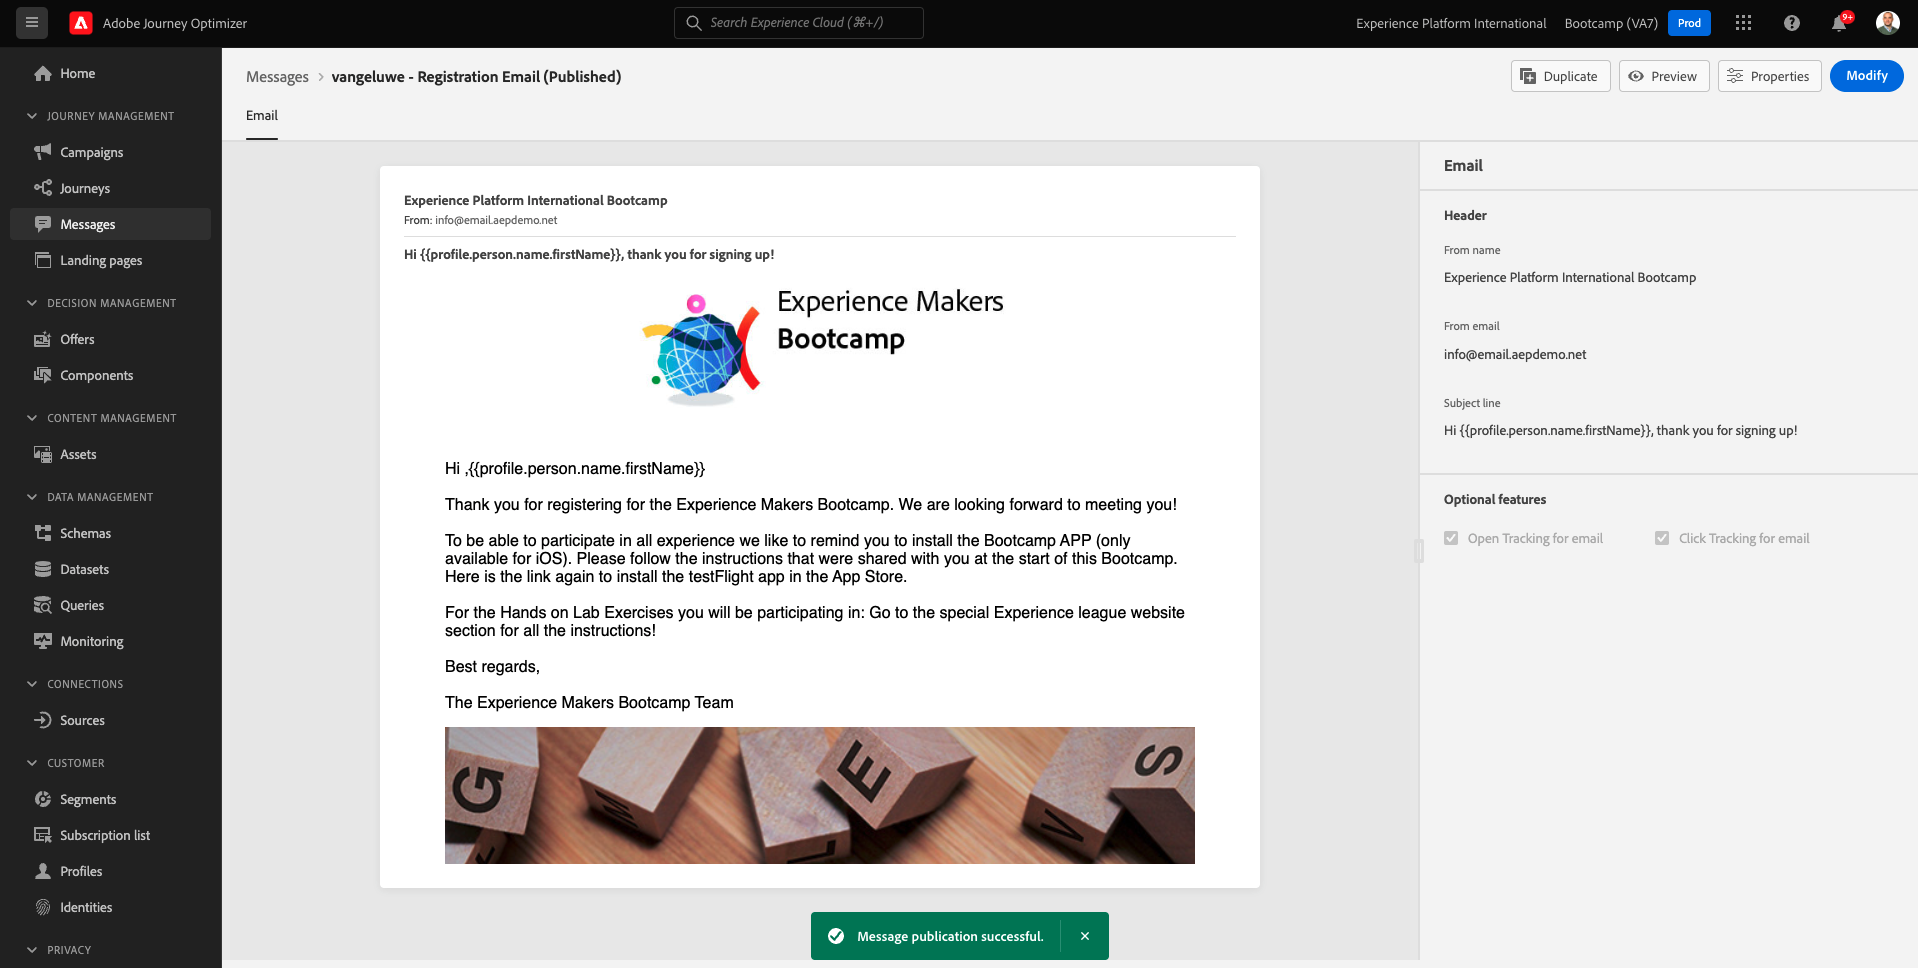 Adobe Journey Optimizer
Search Experience Cloud (⌘+/)
Experience Platform International
Bootcamp (VA7)
Prod
9+
Home
JOURNEY MANAGEMENT
Campaigns
Journeys
Messages
Landing pages
DECISION MANAGEMENT
Offers
Components
CONTENT MANAGEMENT
Assets
DATA MANAGEMENT
Schemas
Datasets
Queries
Monitoring
CONNECTIONS
Sources
CUSTOMER
Segments
Subscription list
Profiles
Identities
PRIVACY
Messages > vangeluwe - Registration Email (Published)
Duplicate
Preview
Properties
Modify
Email
Experience Platform International Bootcamp
From: info@email.aepdemo.net
Hi {{profile.person.name.firstName}}, thank you for signing up!
Experience Makers
Bootcamp
Hi ,{{profile.person.name.firstName}}
Thank you for registering for the Experience Makers Bootcamp. We are looking forward to meeting you!
To be able to participate in all experience we like to remind you to install the Bootcamp APP (only
available for iOS). Please follow the instructions that were shared with you at the start of this Bootcamp.
Here is the link again to install the testFlight app in the App Store.
For the Hands on Lab Exercises you will be participating in: Go to the special Experience league website
section for all the instructions!
Best regards,
The Experience Makers Bootcamp Team
G
M
L
E
V
S
Message publication successful.
Email
Header
From name
Experience Platform International Bootcamp
From email
info@email.aepdemo.net
Subject line
Hi {{profile.person.name.firstName}}, thank you for signing up!
Optional features
Open Tracking for email
Click Tracking for email